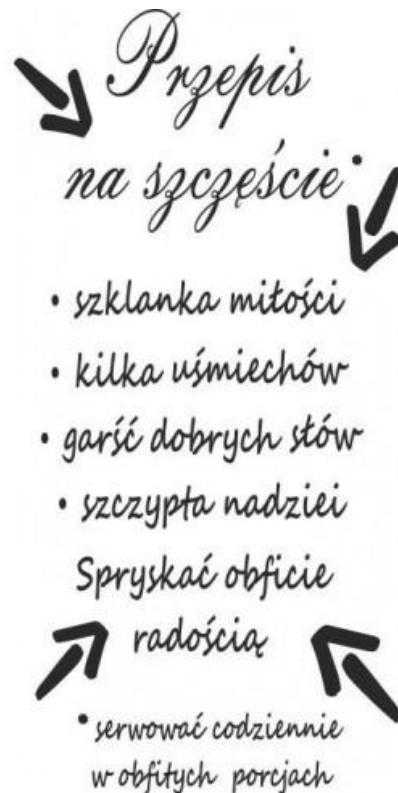 Przepis
na szczęście•
• szklanka miłości
• kilka uśmiechów
• garść dobrych słów
• szczypta nadziei
Spryskać obficie
radością
• serwować codziennie
w obfitych porcjach